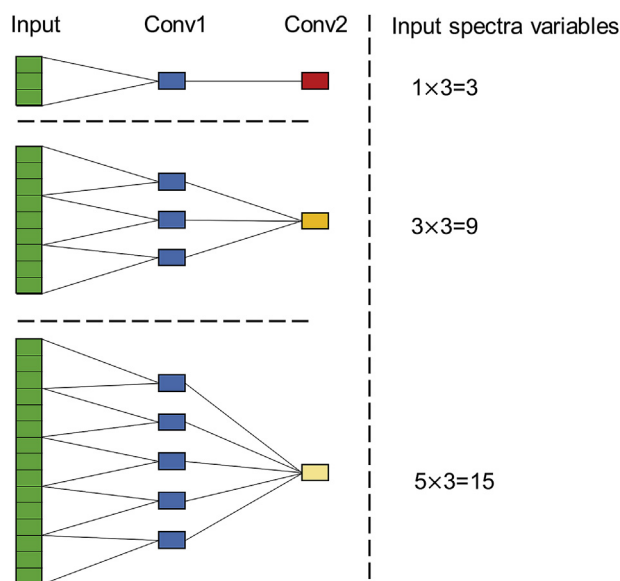 Input Conv1 Conv2 Input spectra variables
1×3=3
3×3=9
5×3=15